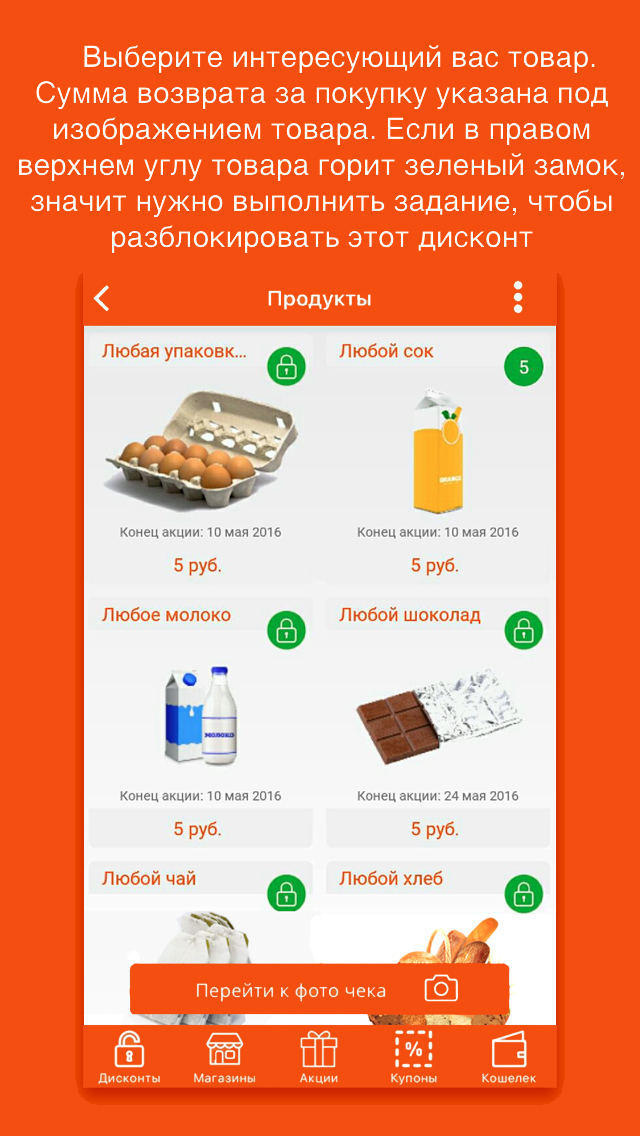 Выберите интересующий вас товар.
Сумма возврата за покупку указана под
изображением товара. Если в правом
верхнем углу товара горит зеленый замок,
значит нужно выполнить задание, чтобы
разблокировать этот дисконт
Продукты
Любая упаковк...
Любой сок
5
ORANGE
Конец акции: 10 мая 2016
Конец акции: 10 мая 2016
5 руб.
5 руб.
Любое молоко
Любой шоколад
МОЛОКО
Конец акции: 10 мая 2016
Конец акции: 24 мая 2016
5 руб.
5 руб.
Любой чай
Любой хлеб
Перейти к фото чека
%
Дисконты
Магазины
Акции
Купоны
Кошелек